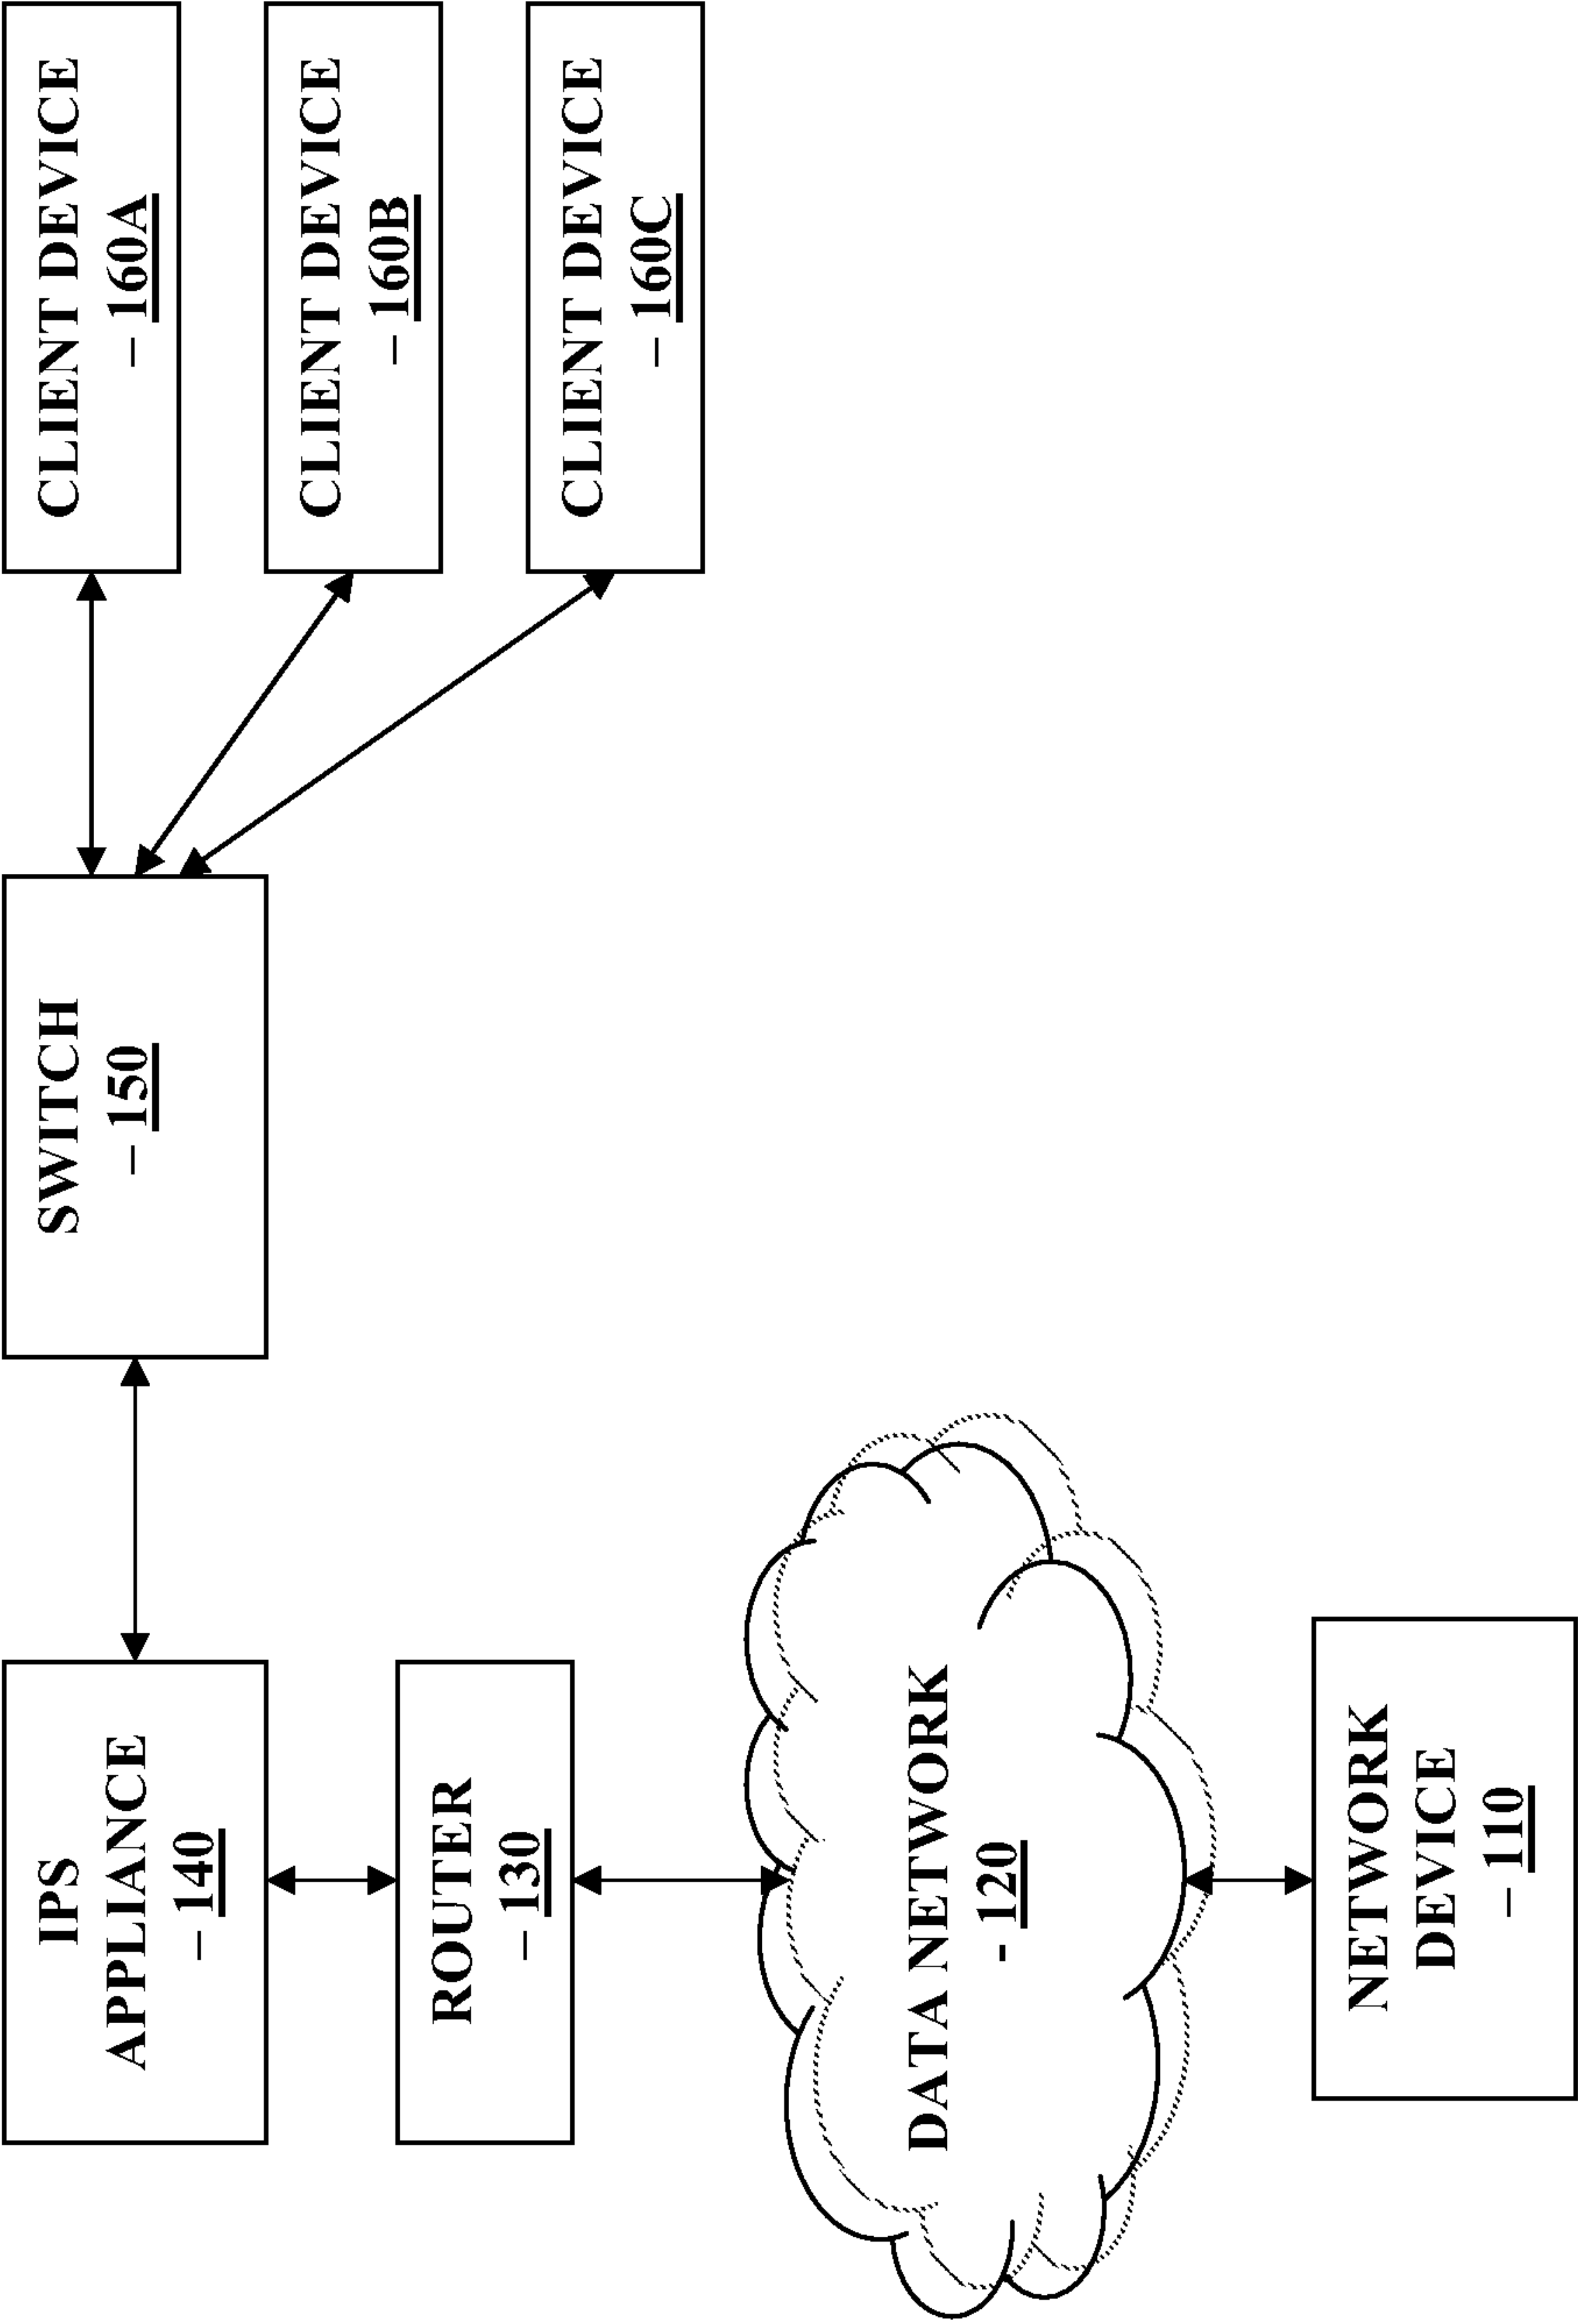 IPS
APPLIANCE
– 140
SWITCH
– 150
CLIENT DEVICE
– 160A
CLIENT DEVICE
– 160B
CLIENT DEVICE
– 160C
ROUTER
– 130
DATA NETWORK
- 120
NETWORK
DEVICE
– 110